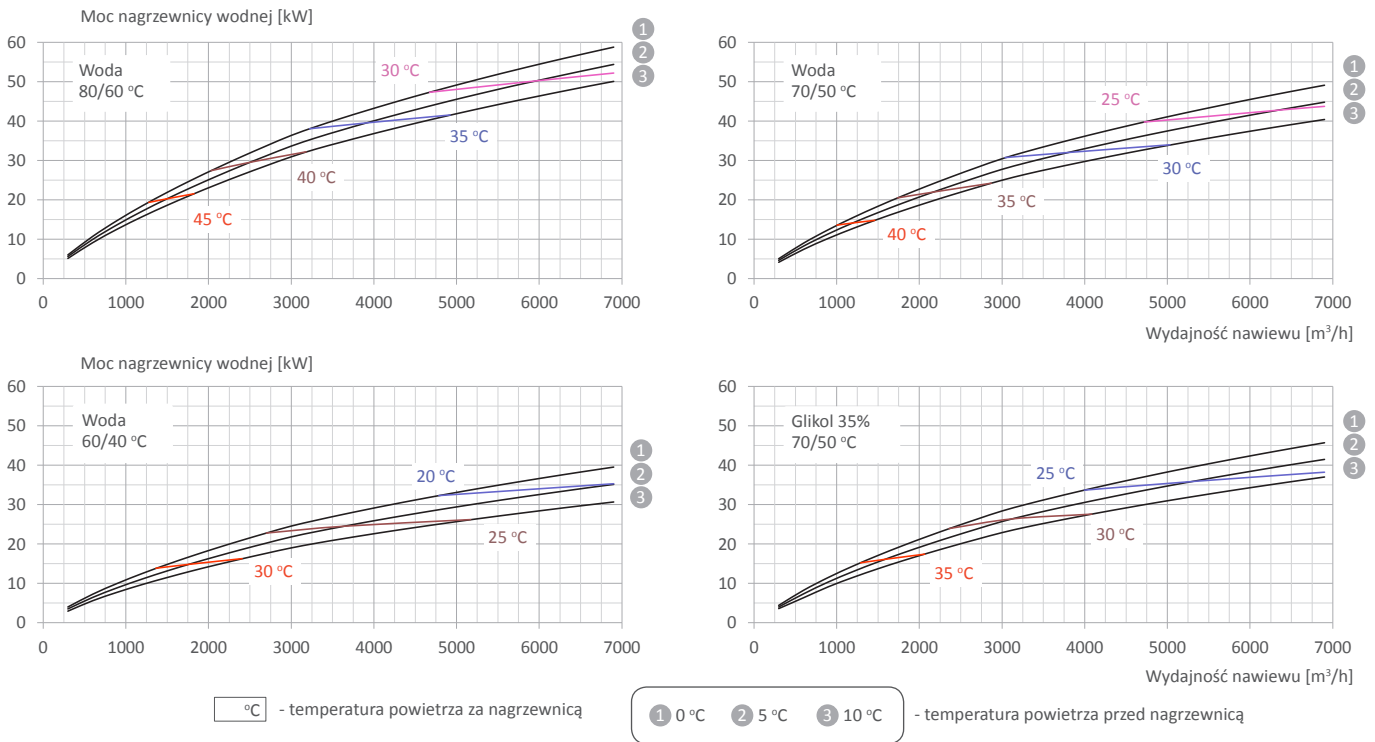 Moc nagrzewnicy wodnej [kW]
60
50
40
30
20
10
0
0 1000 2000 3000 4000 5000 6000 7000
Woda
80/60 °C
30 °C
35 °C
40 °C
45 °C
1
2
3
60
50
40
30
20
10
0
0 1000 2000 3000 4000 5000 6000 7000
Woda
70/50 °C
25 °C
30 °C
35 °C
40 °C
1
2
3
Wydajność nawiewu [m³/h]
Moc nagrzewnicy wodnej [kW]
60
50
40
30
20
10
0
0 1000 2000 3000 4000 5000 6000 7000
Woda
60/40 °C
20 °C
25 °C
30 °C
1
2
3
60
50
40
30
20
10
0
0 1000 2000 3000 4000 5000 6000 7000
Glikol 35%
70/50 °C
25 °C
30 °C
35 °C
1
2
3
Wydajność nawiewu [m³/h]
°C - temperatura powietrza za nagrzewnicą
1 0 °C 2 5 °C 3 10 °C - temperatura powietrza przed nagrzewnicą